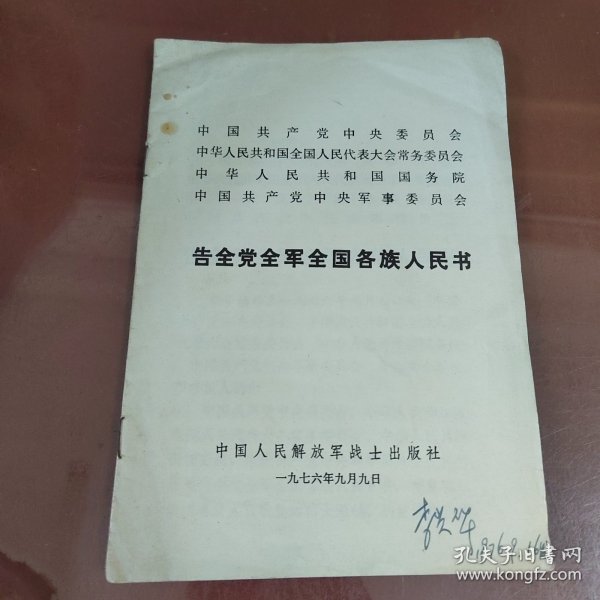 中国共产党中央委员会
中华人民共和国全国人民代表大会常务委员会
中华人民共和国国务院
中国共产党中央军事委员会
告全党全军全国各族人民书
中国人民解放军战士出版社
一九七六年九月九日
孔夫子旧书网
www.kongfz.com